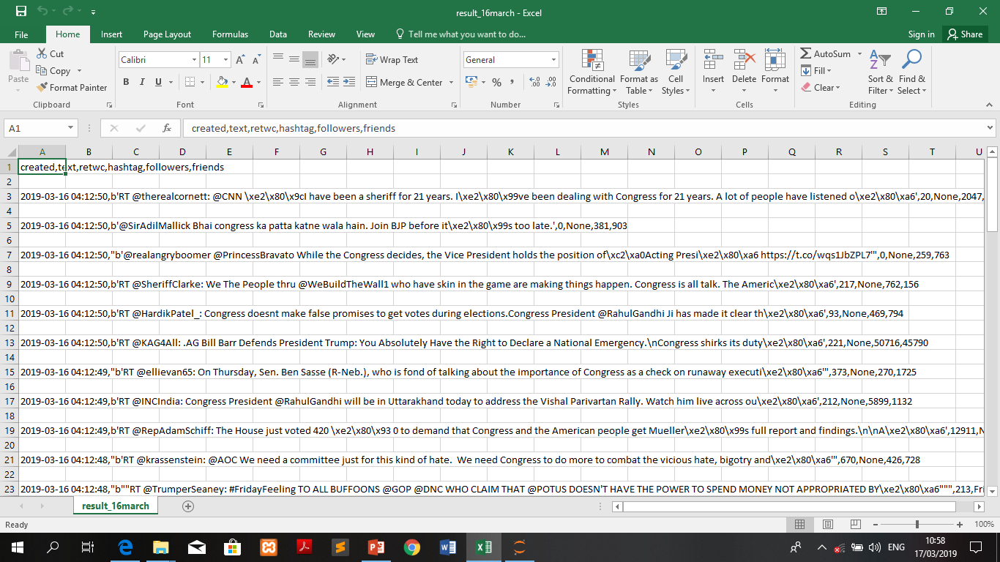 result_16march - Excel
File Home Insert Page Layout Formulas Data Review View Tell me what you want to do... Sign in Share
Paste Cut Copy Format Painter Clipboard
Calibri 11 A A B I U A Font
Wrap Text Merge & Center Alignment
General % , .00 Number
Conditional Formatting Format as Table Cell Styles Styles
Insert Delete Format Cells
AutoSum Fill Clear Sort & Filter Find & Select Editing
A1 fx created,text,retwc,hashtag,followers,friends
A B C D E F G H I J K L M N O P Q R S T U
1 created,text,retwc,hashtag,followers,friends
2
3 2019-03-16 04:12:50,b'RT @therealcornett: @CNN \xe2\x80\x9cI have been a sheriff for 21 years. I\xe2\x80\x99ve been dealing with Congress for 21 years. A lot of people have listened o\xe2\x80\xa6',20,None,2047,
4
5 2019-03-16 04:12:50,b'@SirAdilMallick Bhai congress ka patta katne wala hain. Join BJP before it\xe2\x80\x99s too late.',0,None,381,903
6
7 2019-03-16 04:12:50,"b'@realangryboomer @PrincessBravato While the Congress decides, the Vice President holds the position of\xc2\xa0Acting Presi\xe2\x80\xa6 https://t.co/wqs1JbZPL7'",0,None,259,763
8
9 2019-03-16 04:12:50,b'RT @SheriffClarke: We The People thru @WeBuildTheWall1 who have skin in the game are making things happen. Congress is all talk. The Americ\xe2\x80\xa6',217,None,762,156
10
11 2019-03-16 04:12:50,b'RT @HardikPatel_: Congress doesnt make false promises to get votes during elections.Congress President @RahulGandhi Ji has made it clear th\xe2\x80\xa6',93,None,469,794
12
13 2019-03-16 04:12:50,b'RT @KAG4All: .AG Bill Barr Defends President Trump: You Absolutely Have the Right to Declare a National Emergency.\nCongress shirks its duty\xe2\x80\xa6',221,None,50716,45790
14
15 2019-03-16 04:12:49,"b'RT @ellievan65: On Thursday, Sen. Ben Sasse (R-Neb.), who is fond of talking about the importance of Congress as a check on runaway executi\xe2\x80\xa6'",373,None,270,1725
16
17 2019-03-16 04:12:49,b'RT @INCIndia: Congress President @RahulGandhi will be in Uttarakhand today to address the Vishal Parivartan Rally. Watch him live across ou\xe2\x80\xa6',212,None,5899,1132
18
19 2019-03-16 04:12:49,b'RT @RepAdamSchiff: The House just voted 420 \xe2\x80\x93 0 to demand that Congress and the American people get Mueller\xe2\x80\x99s full report and findings.\n\nA\xe2\x80\xa6',12911,N
20
21 2019-03-16 04:12:48,"b'RT @krassenstein: @AOC We need a committee just for this kind of hate.  We need Congress to do more to combat the vicious hate, bigotry and\xe2\x80\xa6'",670,None,426,728
22
23 2019-03-16 04:12:48,"b""RT @TrumperSeaney: #FridayFeeling TO ALL BUFFOONS @GOP @DNC WHO CLAIM THAT @POTUS DOESN'T HAVE THE POWER TO SPEND MONEY NOT APPROPRIATED BY\xe2\x80\xa6""",213,Fri
result_16march
Ready 100%
ENG 10:58
17/03/2019